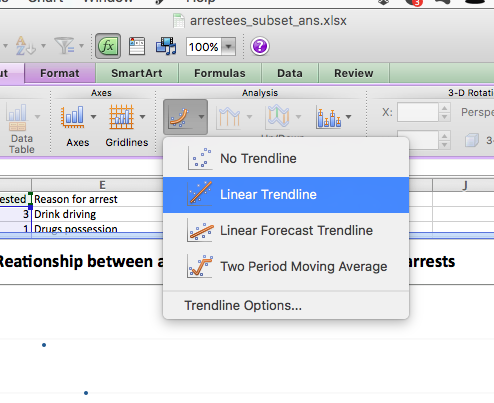 Chart Window Help
arrestees_subset_ans.xlsx
fx 100% ?
Format SmartArt Formulas Data Review
Axes Analysis 3-D Rotati
Data Table Axes Gridlines X: Perspe
E J
ested Reason for arrest
3 Drink driving
1 Drugs possession
Relationship between a arrests
No Trendline
Linear Trendline
Linear Forecast Trendline
Two Period Moving Average
Trendline Options...